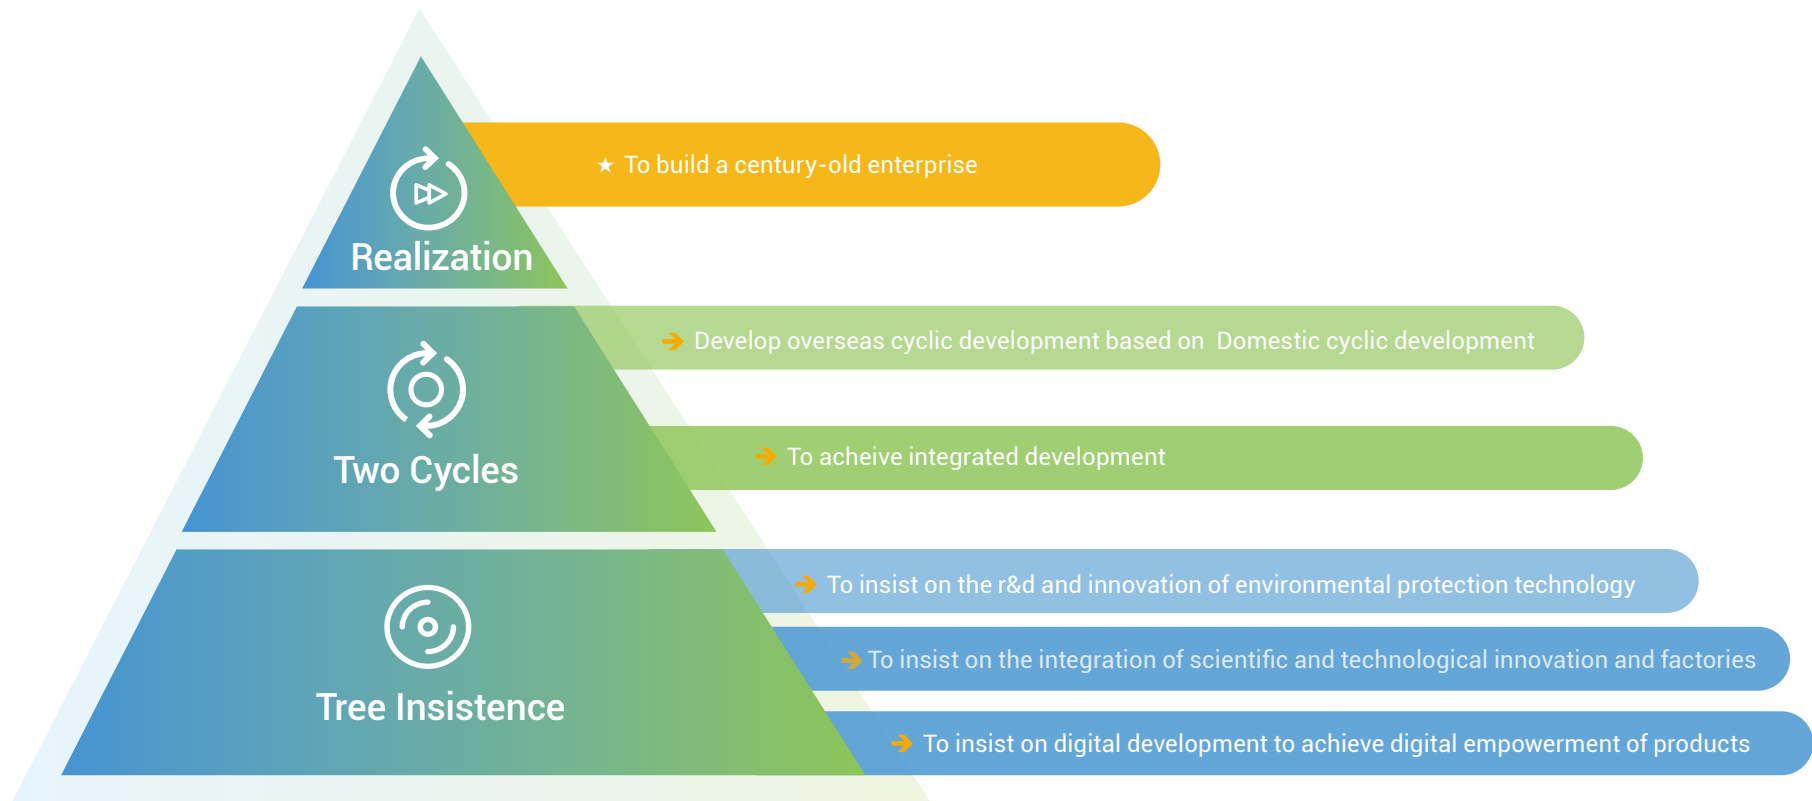 ★ To build a century-old enterprise
Realization
➔ Develop overseas cyclic development based on Domestic cyclic development
➔ To acheive integrated development
Two Cycles
➔ To insist on the r&d and innovation of environmental protection technology
➔ To insist on the integration of scientific and technological innovation and factories
Tree Insistence
➔ To insist on digital development to achieve digital empowerment of products